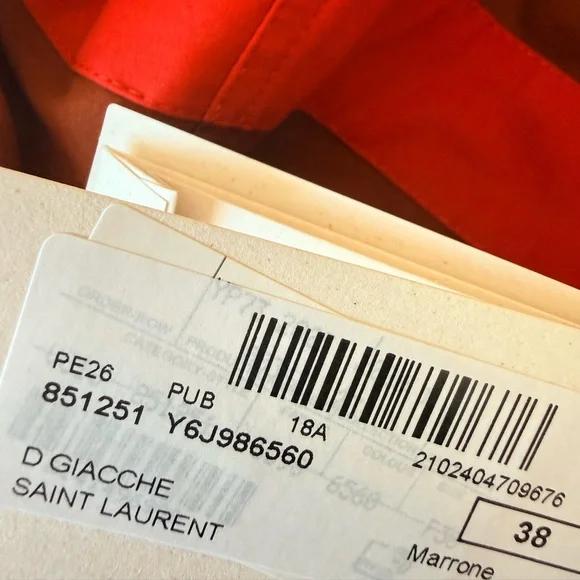 PE26 PUB 18A 2102404709676
851251 Y6J986560
D GIACCHE
SAINT LAURENT
38
Marrone